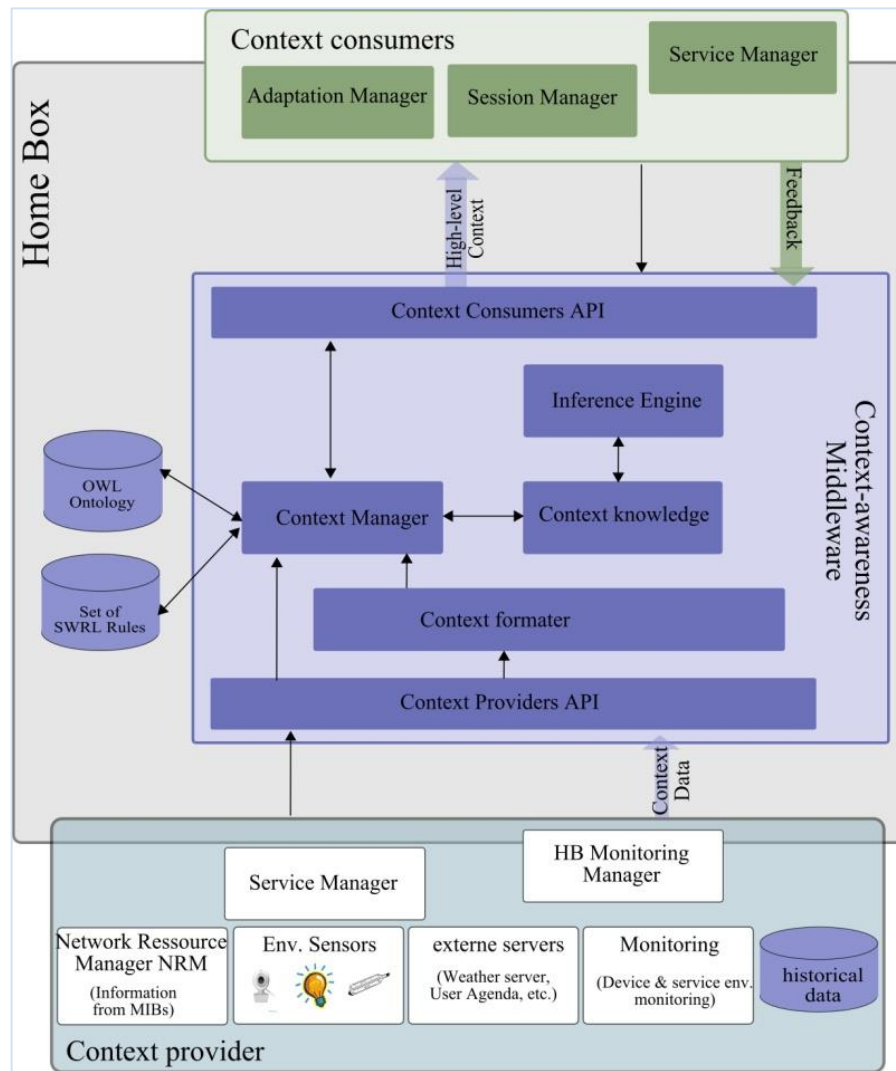 Context consumers
Service Manager
Adaptation Manager
Session Manager
Home Box
High-level
Context
Feedback
Context Consumers API
Inference Engine
Context-awareness
Middleware
OWL
Ontology
Context Manager
Context knowledge
Set of
SWRL Rules
Context formater
Context Providers API
Context
Data
HB Monitoring
Manager
Service Manager
Network Ressource
Manager NRM
(Information
from MIBs)
Env. Sensors
externe servers
(Weather server,
User Agenda, etc.)
Monitoring
(Device & service env.
monitoring)
historical
data
Context provider